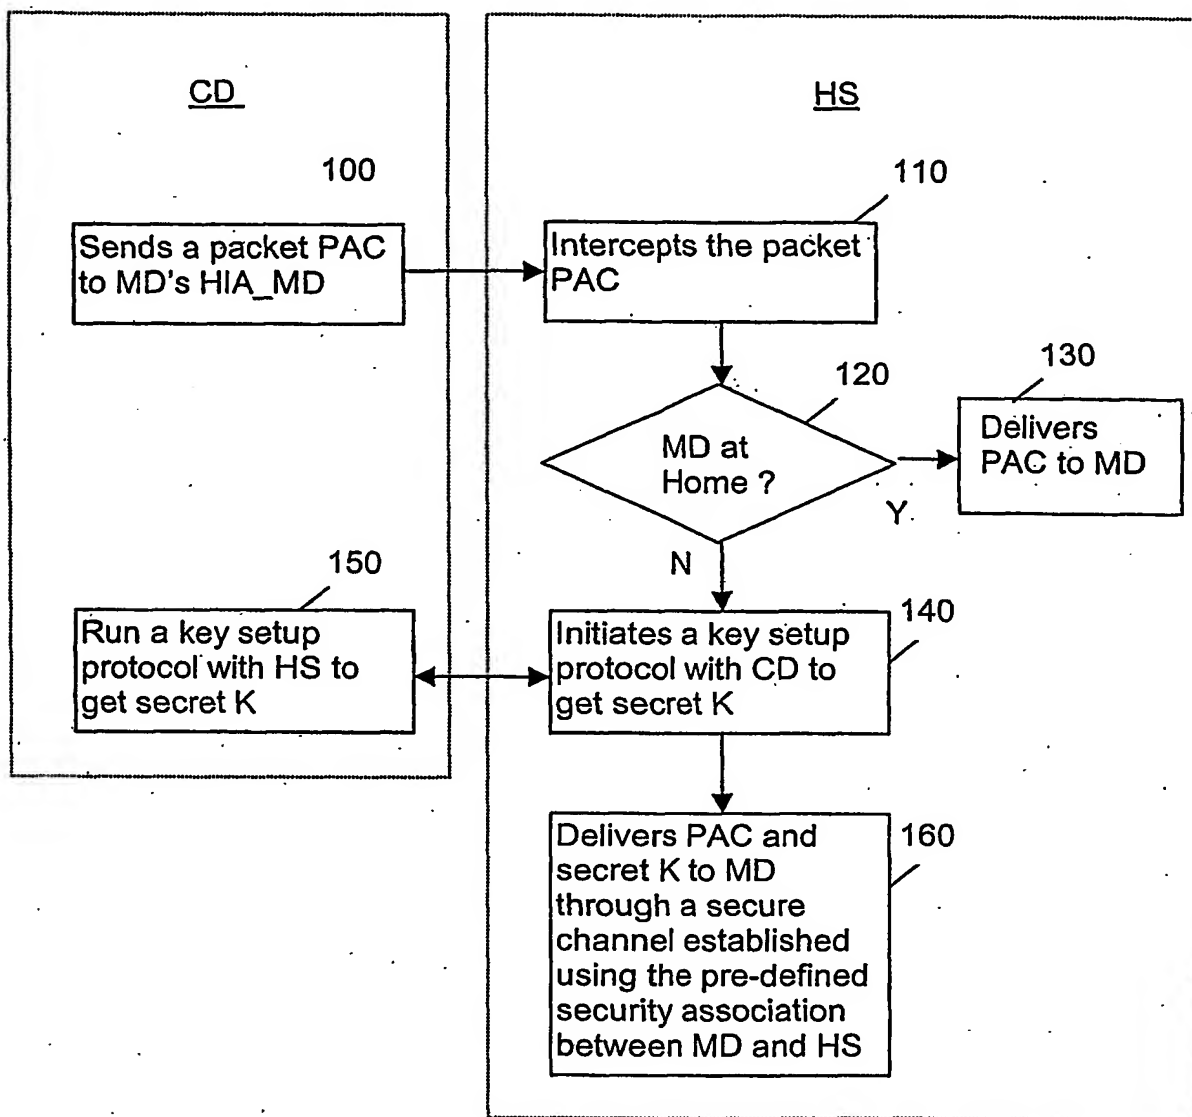 CD
HS
100
110
Sends a packet PAC
to MD's HIA_MD
Intercepts the packet
PAC
120
130
MD at
Home ?
Delivers
PAC to MD
Y
N
150
140
Run a key setup
protocol with HS to
get secret K
Initiates a key setup
protocol with CD to
get secret K
160
Delivers PAC and
secret K to MD
through a secure
channel established
using the pre-defined
security association
between MD and HS